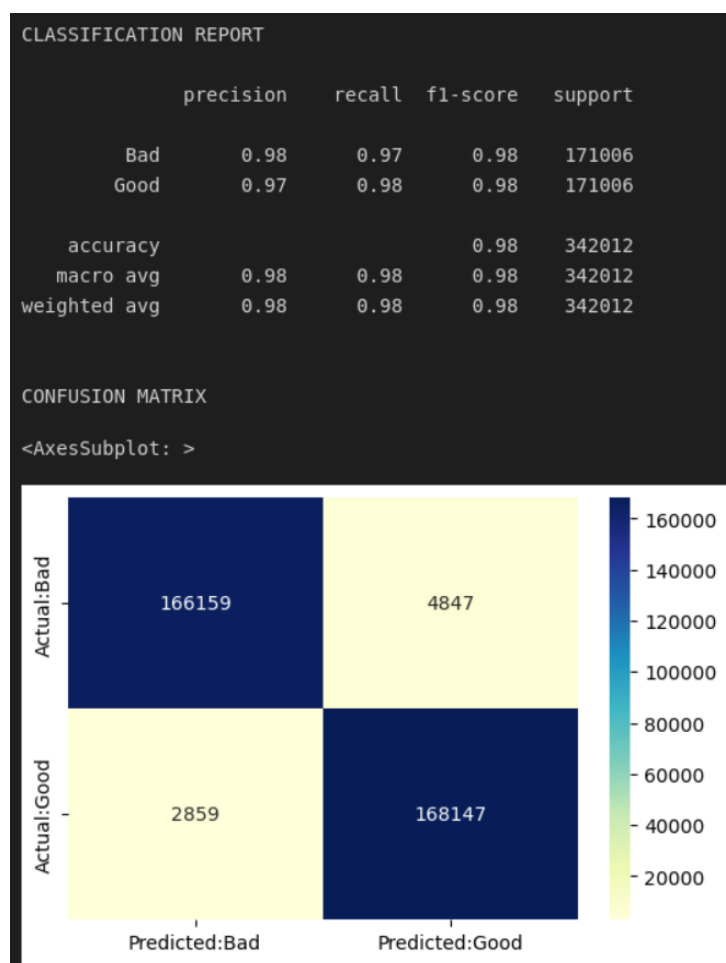 CLASSIFICATION REPORT
precision recall f1-score support
Bad 0.98 0.97 0.98 171006
Good 0.97 0.98 0.98 171006
accuracy 0.98 342012
macro avg 0.98 0.98 0.98 342012
weighted avg 0.98 0.98 0.98 342012
CONFUSION MATRIX
<AxesSubplot: >
Actual:Bad
166159 4847
Actual:Good
2859 168147
Predicted:Bad Predicted:Good
160000
140000
120000
100000
80000
60000
40000
20000